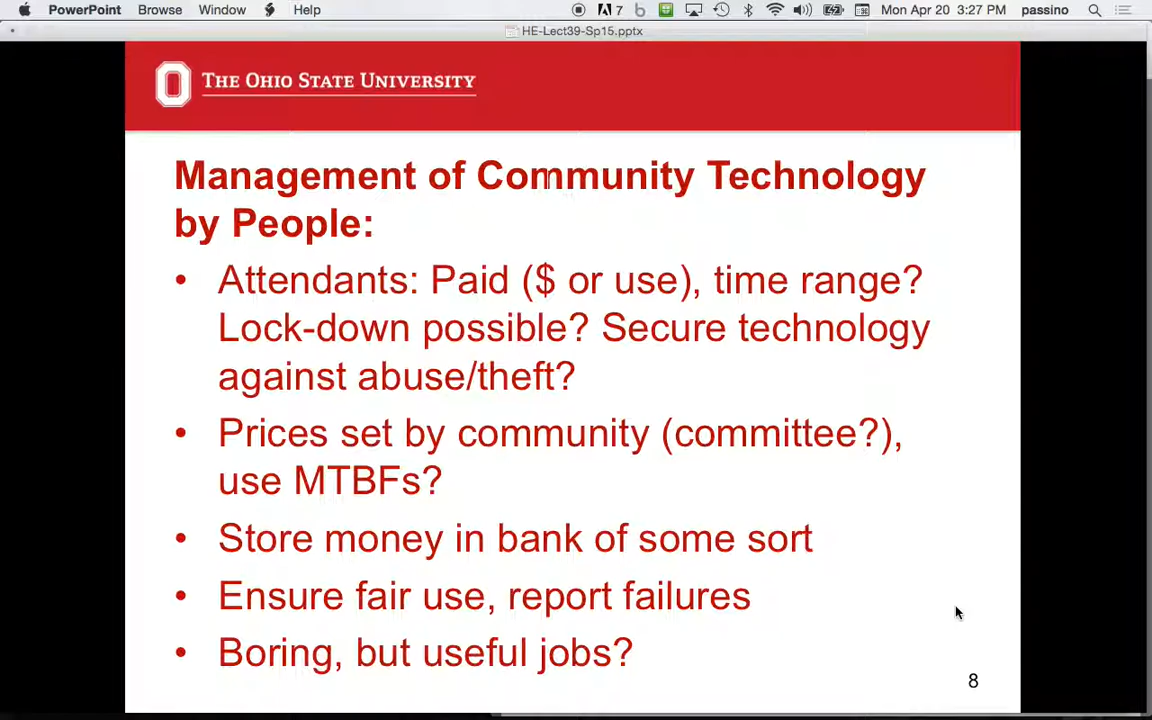 PowerPoint Browse Window Help 7 Mon Apr 20 3:27 PM passino
HE-Lect39-Sp15.pptx
THE OHIO STATE UNIVERSITY
Management of Community Technology
by People:
• Attendants: Paid ($ or use), time range?
Lock-down possible? Secure technology
against abuse/theft?
• Prices set by community (committee?),
use MTBFs?
• Store money in bank of some sort
• Ensure fair use, report failures
• Boring, but useful jobs?
8